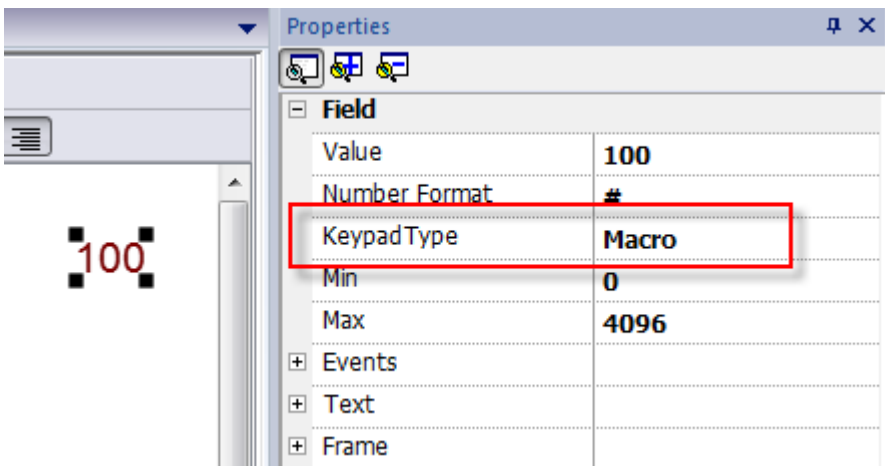 Properties
Field
Value 100
Number Format #
KeypadType Macro
100
Min 0
Max 4096
Events
Text
Frame